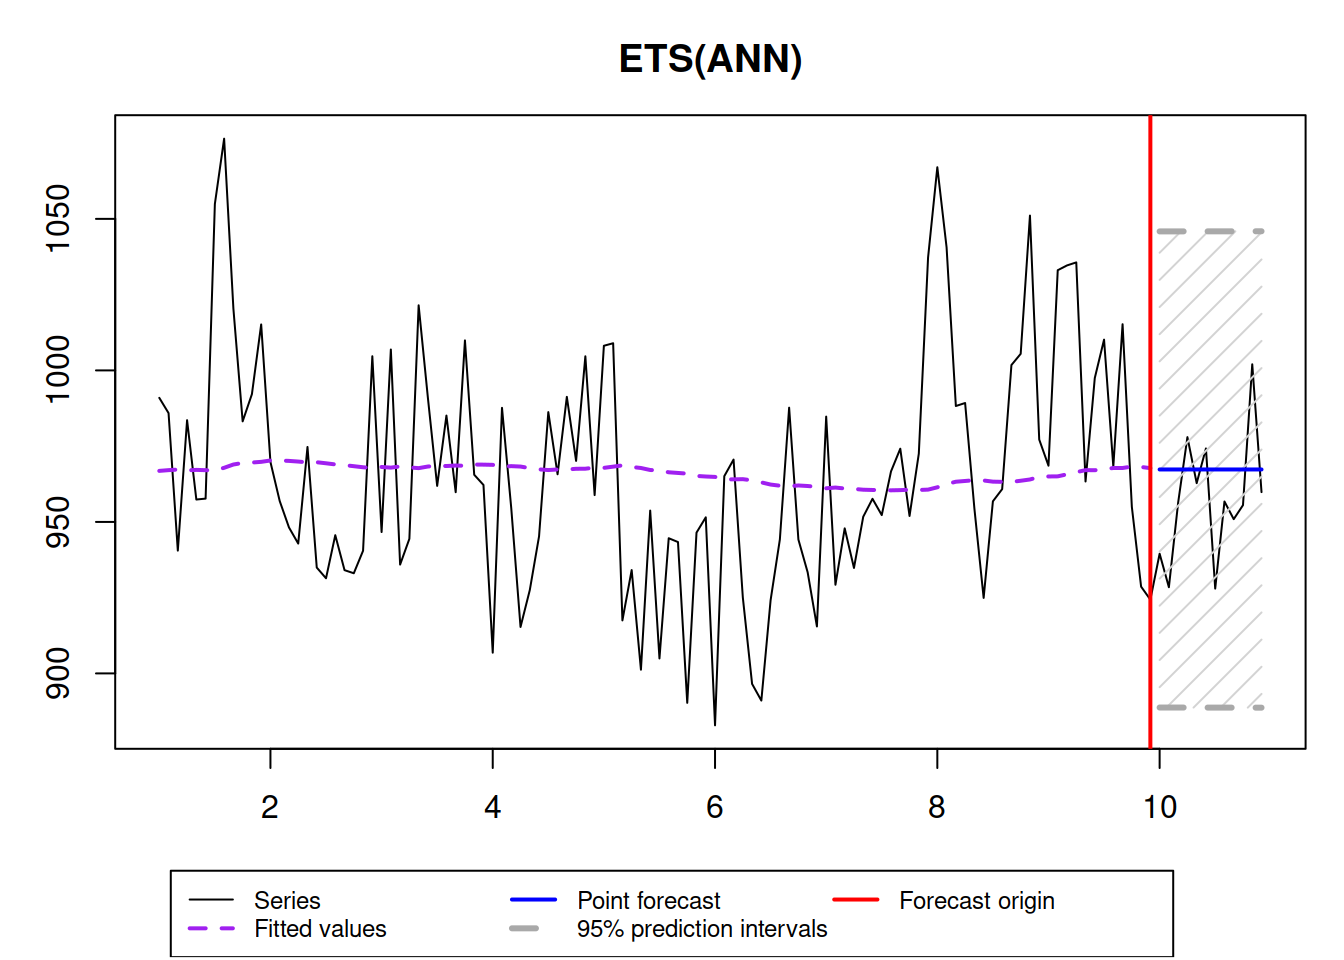 ETS(ANN)
1050
1000
950
900
2 4 6 8 10
Series Point forecast Forecast origin
Fitted values 95% prediction intervals